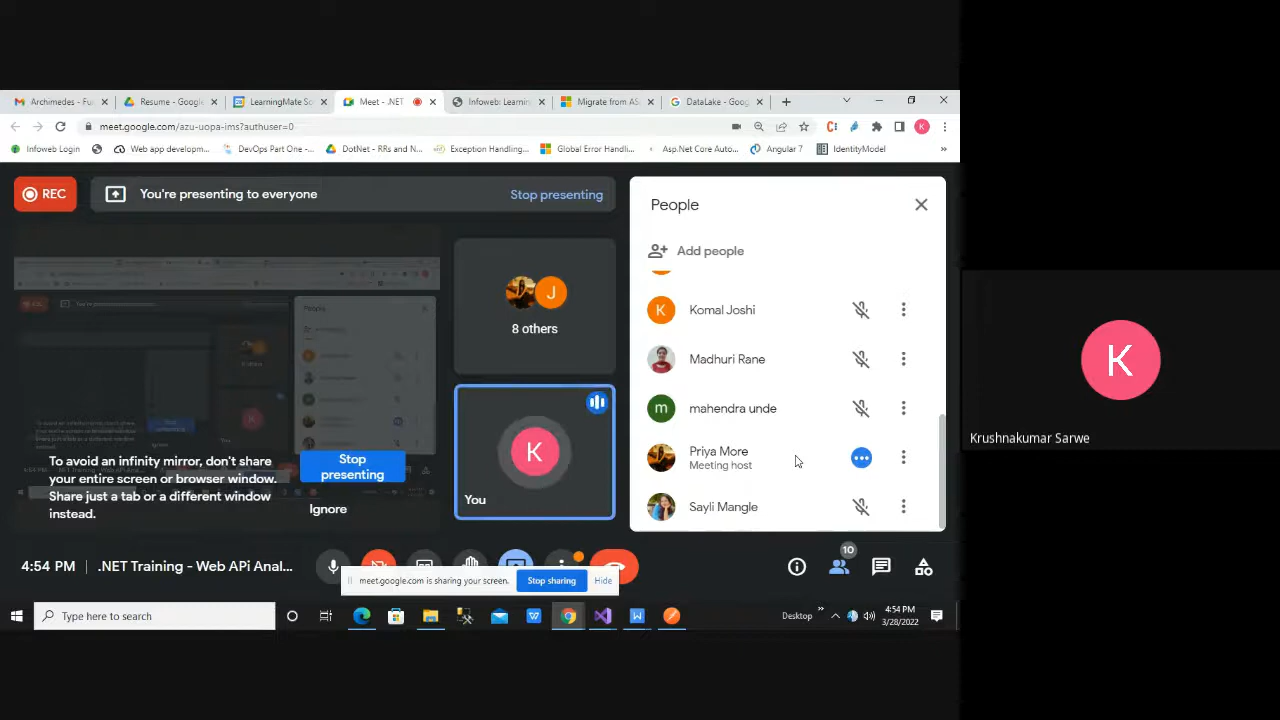 Archimedes - Fu
Resume - Google
LearningMate So
Meet - .NET
Infowebi Learnin
Migrate from AS
DataLake - Goog
meet.google.com/azu-uopa-ims?authuser=0
K
Infoweb Login
Web app developm...
DevOps Part One -...
DotNet - RRs and N...
Exception Handling...
Global Error Handli...
Asp.Net Core Auto...
Angular 7
IdentityModel
»
REC
You're presenting to everyone
Stop presenting
People
Add people
J
8 others
K
Komal Joshi
Madhuri Rane
m
mahendra unde
Priya More
Meeting host
Sayli Mangle
To avoid an infinity mirror, don't share
your entire screen or browser window.
Share just a tab or a different window
instead.
Stop
presenting
Ignore
K
You
4:54 PM | .NET Training - Web APi Anal...
10
meet.google.com is sharing your screen.
Stop sharing
Hide
Type here to search
Desktop
»
4:54 PM
3/28/2022
K
Krushnakumar Sarwe